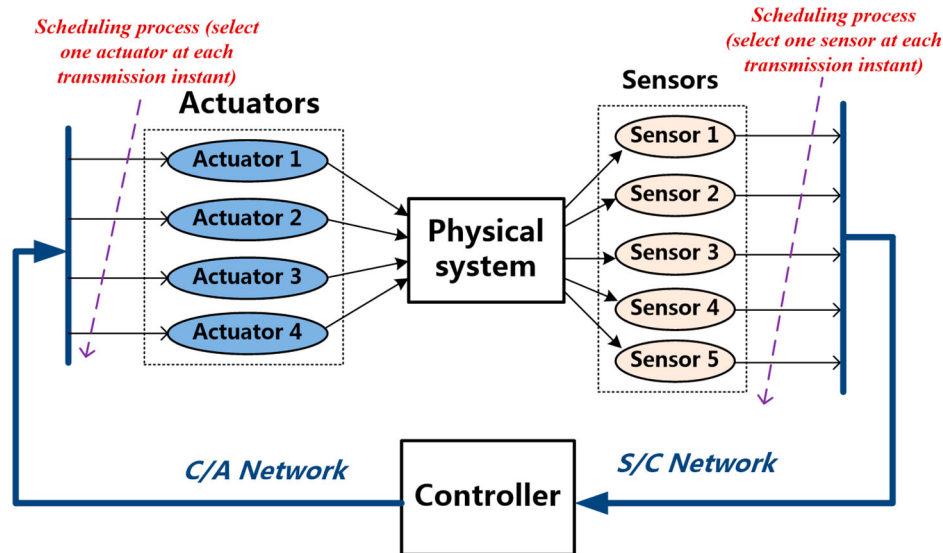 Scheduling process (select
one actuator at each
transmission instant)
Scheduling process
(select one sensor at each
transmission instant)
Actuators
Sensors
Actuator 1
Actuator 2
Actuator 3
Actuator 4
Physical
system
Sensor 1
Sensor 2
Sensor 3
Sensor 4
Sensor 5
C/A Network
S/C Network
Controller